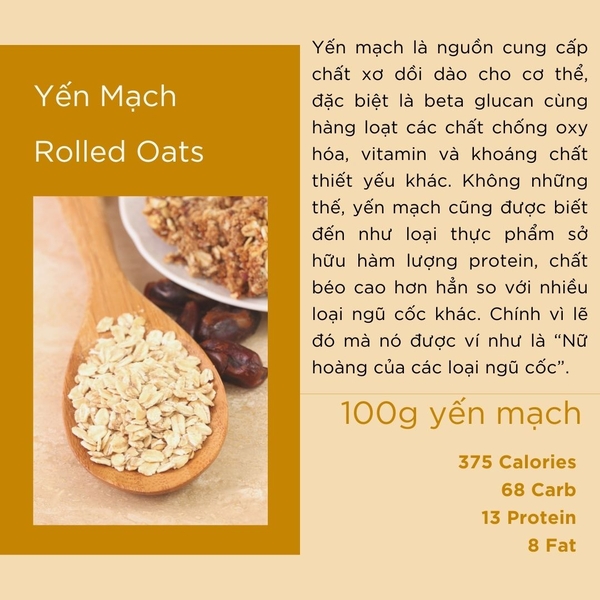 Yến Mạch
Rolled Oats
Yến mạch là nguồn cung cấp
chất xơ dồi dào cho cơ thể,
đặc biệt là beta glucan cùng
hàng loạt các chất chống oxy
hóa, vitamin và khoáng chất
thiết yếu khác. Không những
thế, yến mạch cũng được biết
đến như loại thực phẩm sở
hữu hàm lượng protein, chất
béo cao hơn hẳn so với nhiều
loại ngũ cốc khác. Chính vì lẽ
đó mà nó được ví như là “Nữ
hoàng của các loại ngũ cốc”.
100g yến mạch
375 Calories
68 Carb
13 Protein
8 Fat